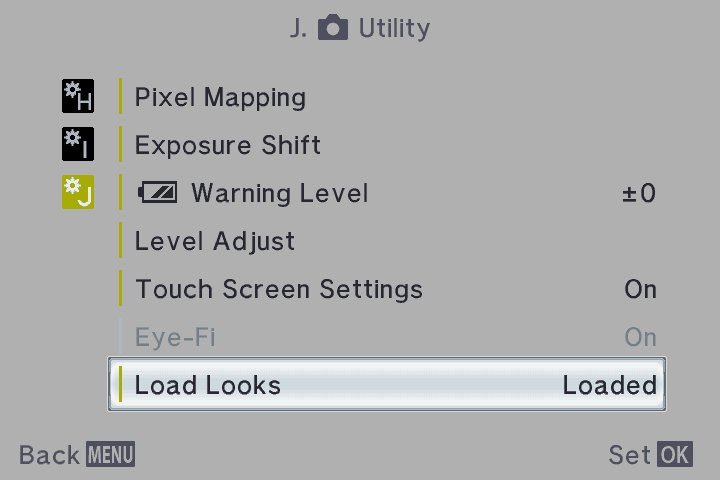 J. Utility
H
Pixel Mapping
I
Exposure Shift
J
Warning Level ±0
Level Adjust
Touch Screen Settings On
Eye-Fi On
Load Looks Loaded
Back MENU Set OK